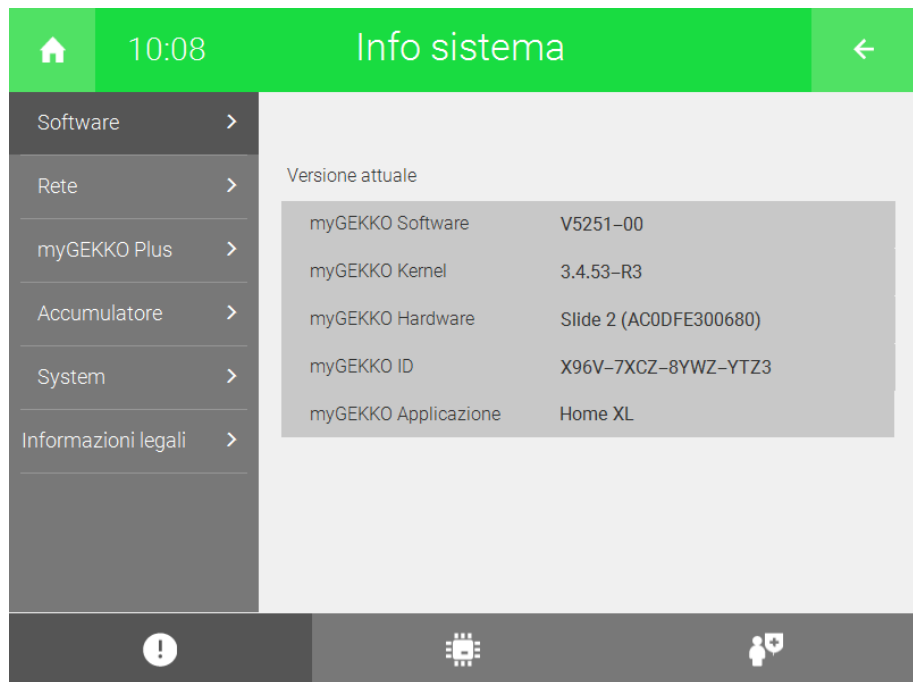 10:08 Info sistema
Software
Rete
myGEKKO Plus
Accumulatore
System
Informazioni legali
Versione attuale
myGEKKO Software V5251–00
myGEKKO Kernel 3.4.53–R3
myGEKKO Hardware Slide 2 (AC0DFE300680)
myGEKKO ID X96V–7XCZ–8YWZ–YTZ3
myGEKKO Applicazione Home XL